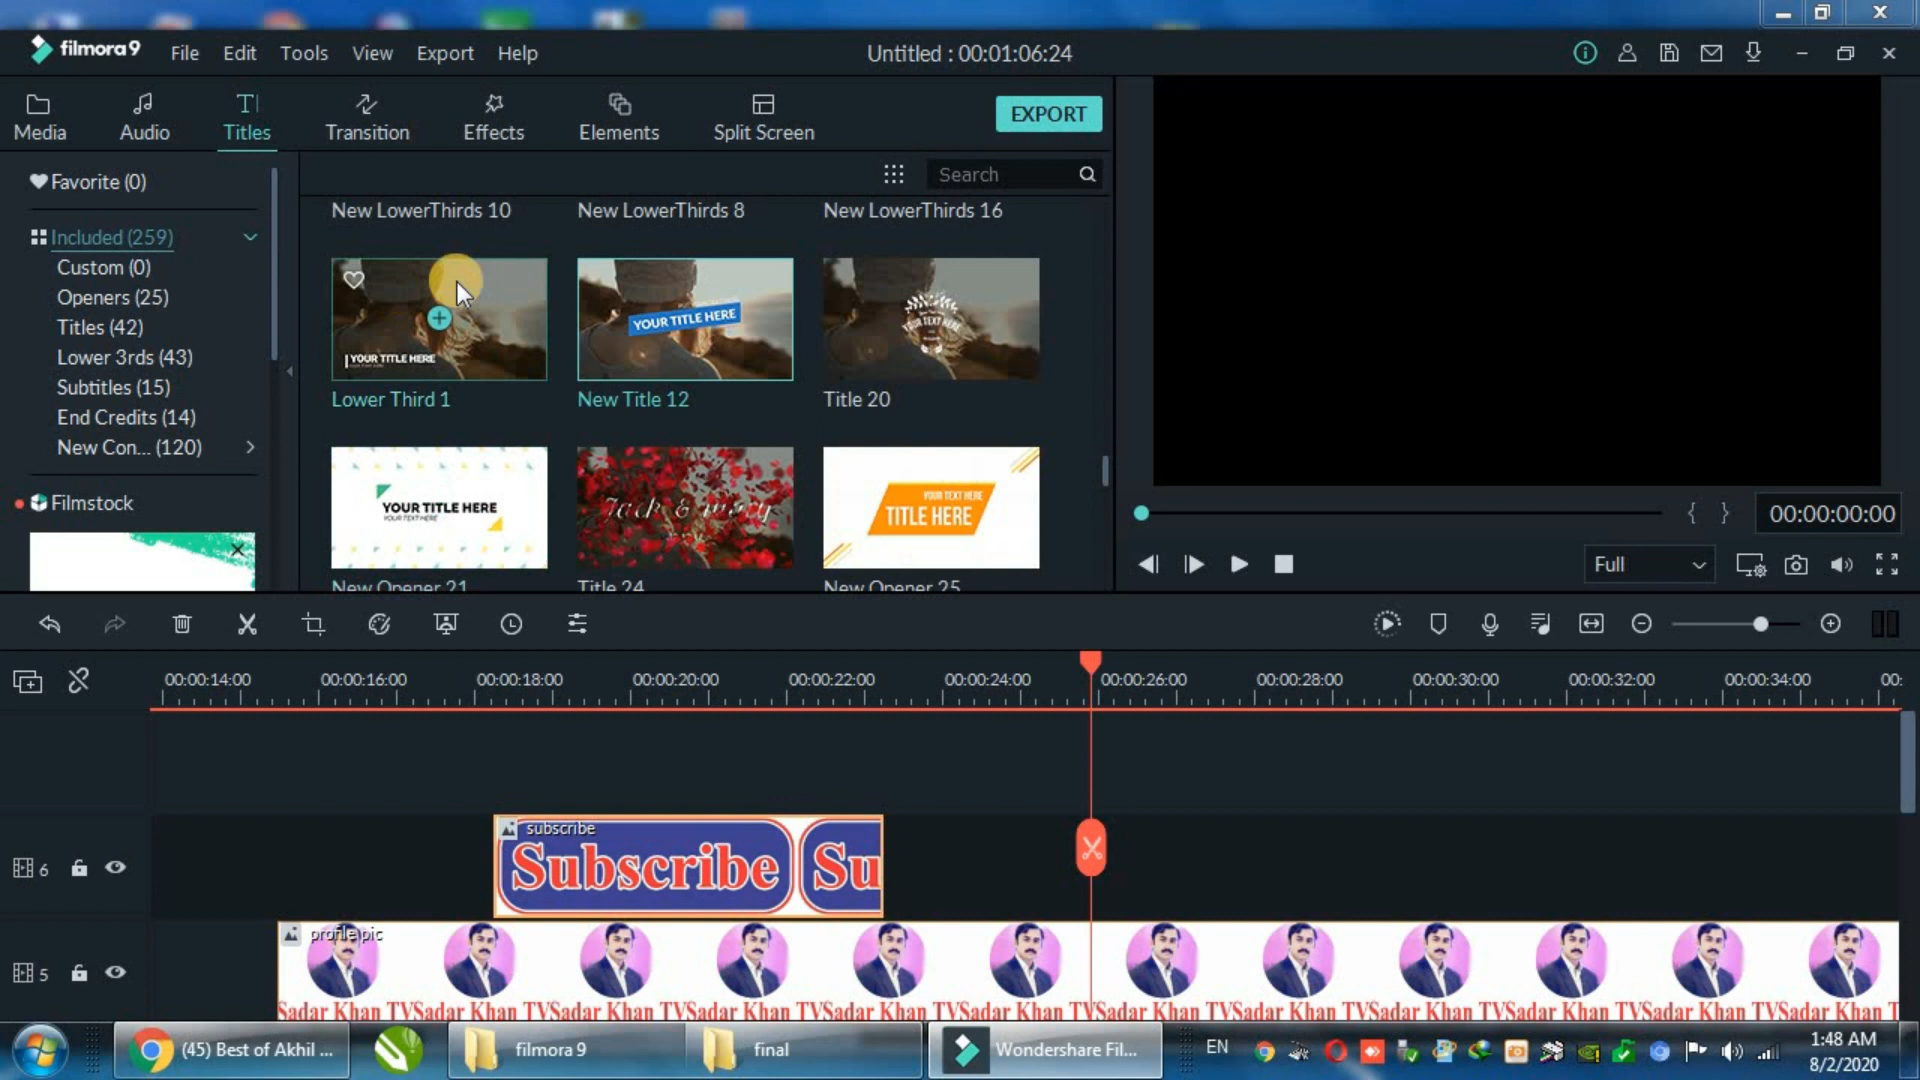 filmora9 File Edit Tools View Export Help Untitled : 00:01:06:24
Media Audio Titles Transition Effects Elements Split Screen EXPORT
Favorite (0)
Search
Included (259)
Custom (0)
Openers (25)
Titles (42)
Lower 3rds (43)
Subtitles (15)
End Credits (14)
New Con... (120)
Filmstock
New LowerThirds 10 New LowerThirds 8 New LowerThirds 16
YOUR TITLE HERE
YOUR TITLE HERE
YOUR TEXT HERE
Lower Third 1 New Title 12 Title 20
YOUR TITLE HERE
YOUR TEXT HERE
Jack & mory
YOUR TEXT HERE
TITLE HERE
New Opener 21 Title 24 New Opener 25
00:00:00:00
Full
00:00:14:00 00:00:16:00 00:00:18:00 00:00:20:00 00:00:22:00 00:00:24:00 00:00:26:00 00:00:28:00 00:00:30:00 00:00:32:00 00:00:34:00 00:
subscribe
Subscribe Su
6
profile pic
5
Sadar Khan TVSadar Khan TVSadar Khan TVSadar Khan TVSadar Khan TVSadar Khan TVSadar Khan TVSadar Khan TVSadar Khan TVSadar Khan TVSadar Khan TVSadar Khan T
(45) Best of Akhil ... filmora 9 final Wondershare Fil... EN 1:48 AM
8/2/2020